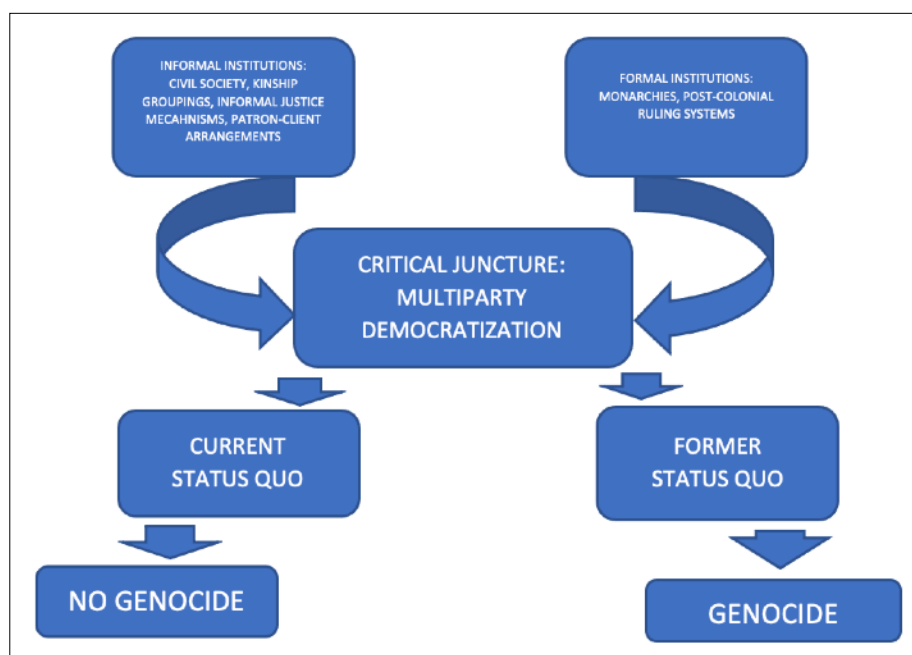 INFORMAL INSTITUTIONS:
CIVIL SOCIETY, KINSHIP
GROUPINGS, INFORMAL JUSTICE
MECAHNISMS, PATRON-CLIENT
ARRANGEMENTS
FORMAL INSTITUTIONS:
MONARCHIES, POST-COLONIAL
RULING SYSTEMS
CRITICAL JUNCTURE:
MULTIPARTY
DEMOCRATIZATION
CURRENT
STATUS QUO
FORMER
STATUS QUO
NO GENOCIDE
GENOCIDE